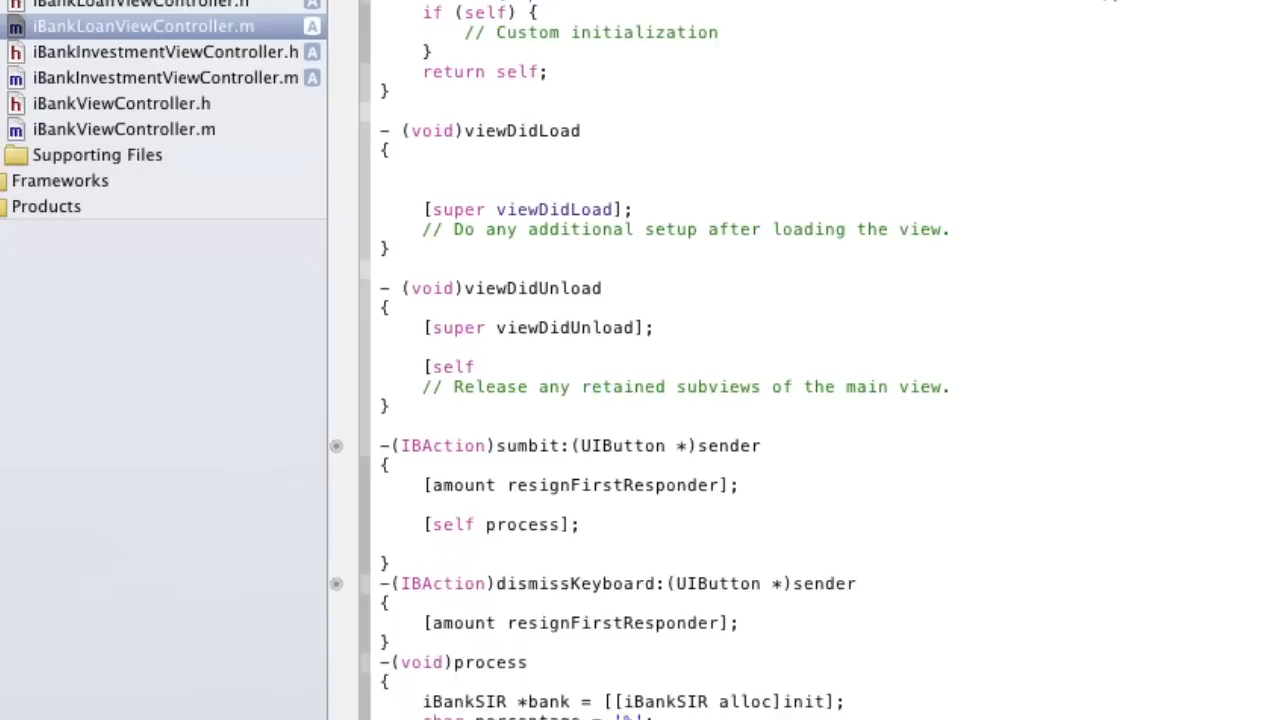 iBankLoanViewController.h A
iBankLoanViewController.m A
iBankInvestmentViewController.h A
iBankInvestmentViewController.m A
iBankViewController.h
iBankViewController.m
Supporting Files
Frameworks
Products
if (self) {
// Custom initialization
}
return self;
}
- (void)viewDidLoad
{
[super viewDidLoad];
// Do any additional setup after loading the view.
}
- (void)viewDidUnload
{
[super viewDidUnload];
[self
// Release any retained subviews of the main view.
}
-(IBAction)sumbit:(UIButton *)sender
{
[amount resignFirstResponder];
[self process];
}
-(IBAction)dismissKeyboard:(UIButton *)sender
{
[amount resignFirstResponder];
}
-(void)process
{
iBankSIR *bank = [[iBankSIR alloc]init];
char percentage = '%';